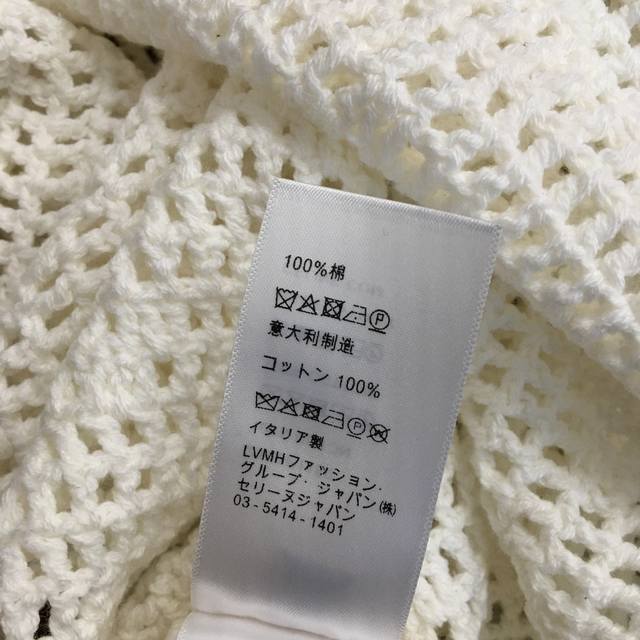 100%棉
意大利制造
コットン 100%
イタリア製
LVMHファッション・
グループ・ジャパン㈱
セリーヌジャパン
03-5414-1401